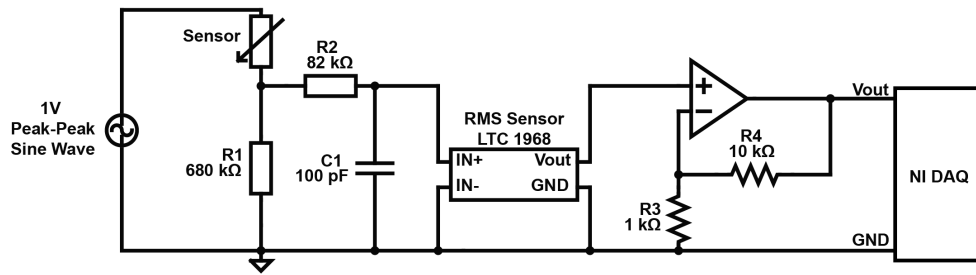 Sensor
R2
82 kΩ
1V
Peak-Peak
Sine Wave
R1
680 kΩ
C1
100 pF
RMS Sensor
LTC 1968
IN+
Vout
IN-
GND
+
−
R4
10 kΩ
R3
1 kΩ
Vout
NI DAQ
GND